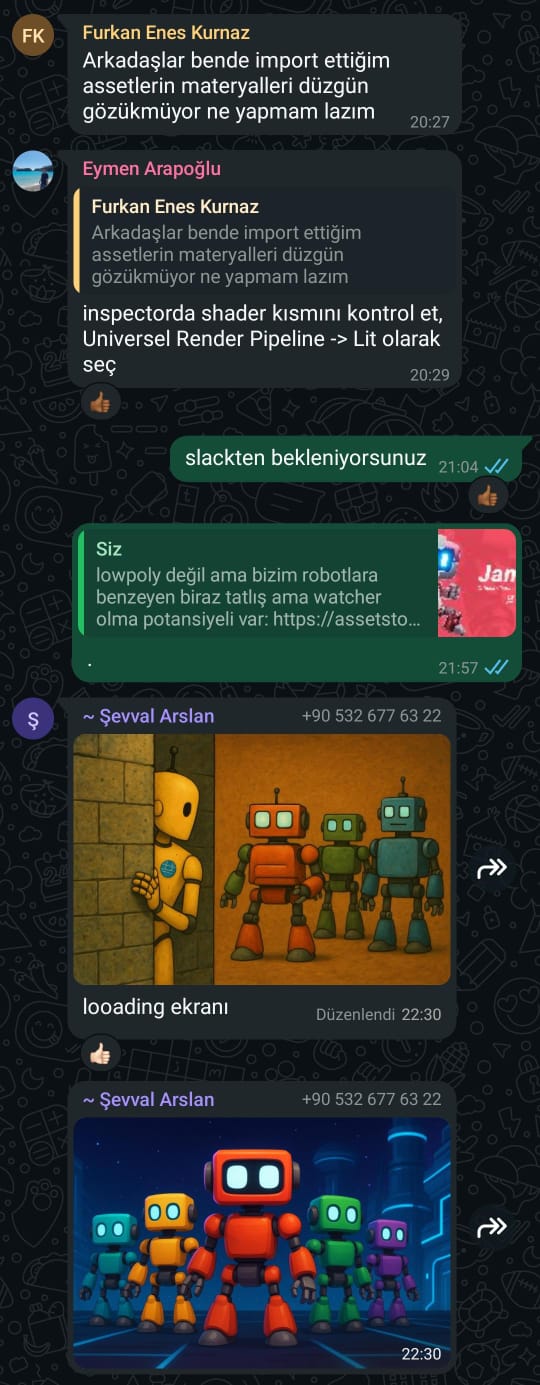 FK
Furkan Enes Kurnaz
Arkadaşlar bende import ettiğim
assetlerin materyalleri düzgün
gözükmüyor ne yapmam lazım
20:27
Eymen Arapoğlu
Furkan Enes Kurnaz
Arkadaşlar bende import ettiğim
assetlerin materyalleri düzgün
gözükmüyor ne yapmam lazım
inspectorda shader kısmını kontrol et,
Universel Render Pipeline -> Lit olarak
seç
20:29
slackten bekleniyorsunuz 21:04
Siz
lowpoly değil ama bizim robotlara
benzeyen biraz tatlış ama watcher
olma potansiyeli var: https://assetsto...
Jan
.
21:57
Ş
~ Şevval Arslan +90 532 677 63 22
looading ekranı
Düzenlendi 22:30
~ Şevval Arslan +90 532 677 63 22
22:30